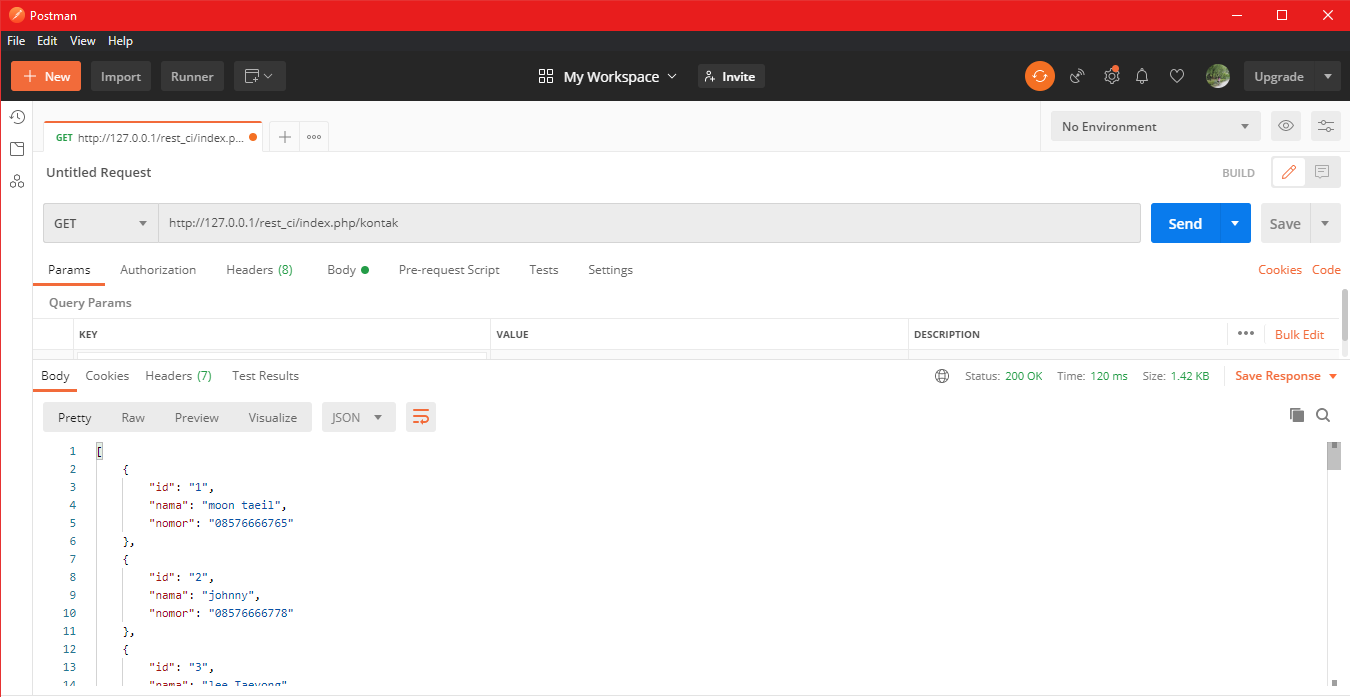 Postman
File Edit View Help
New Import Runner My Workspace Invite Upgrade
GET http://127.0.0.1/rest_ci/index.p... No Environment
Untitled Request BUILD
GET http://127.0.0.1/rest_ci/index.php/kontak Send Save
Params Authorization Headers (8) Body Pre-request Script Tests Settings Cookies Code
Query Params
KEY VALUE DESCRIPTION Bulk Edit
Body Cookies Headers (7) Test Results Status: 200 OK Time: 120 ms Size: 1.42 KB Save Response
Pretty Raw Preview Visualize JSON
1 [
2 {
3 "id": "1",
4 "nama": "moon taeil",
5 "nomor": "08576666765"
6 },
7 {
8 "id": "2",
9 "nama": "johnny",
10 "nomor": "08576666778"
11 },
12 {
13 "id": "3",
14 "nama": "lee Taeyong",